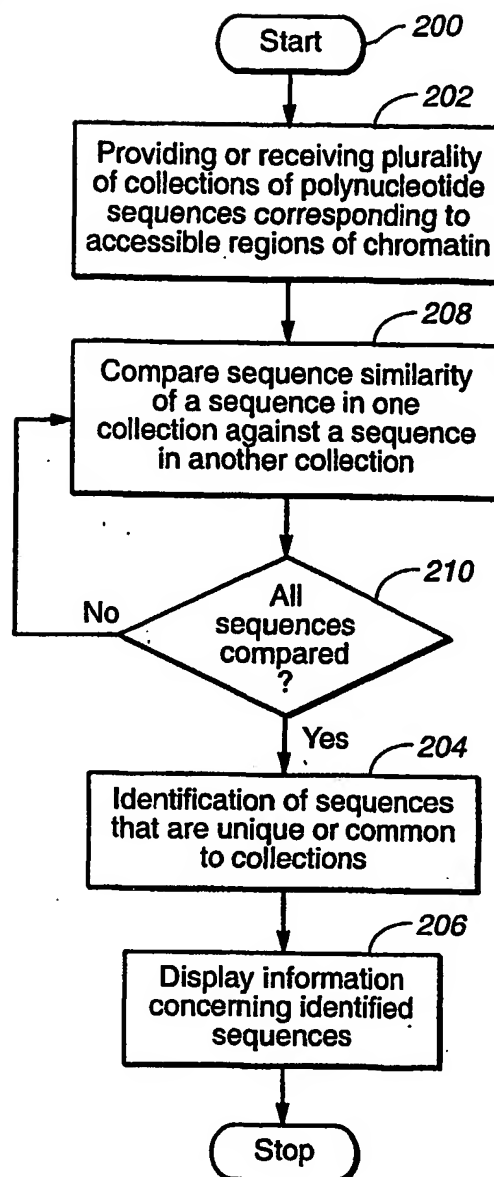 Start
200
202
Providing or receiving plurality
of collections of polynucleotide
sequences corresponding to
accessible regions of chromatin
208
Compare sequence similarity
of a sequence in one
collection against a sequence
in another collection
210
All
sequences
compared
?
No
Yes
204
Identification of sequences
that are unique or common
to collections
206
Display information
concerning identified
sequences
Stop